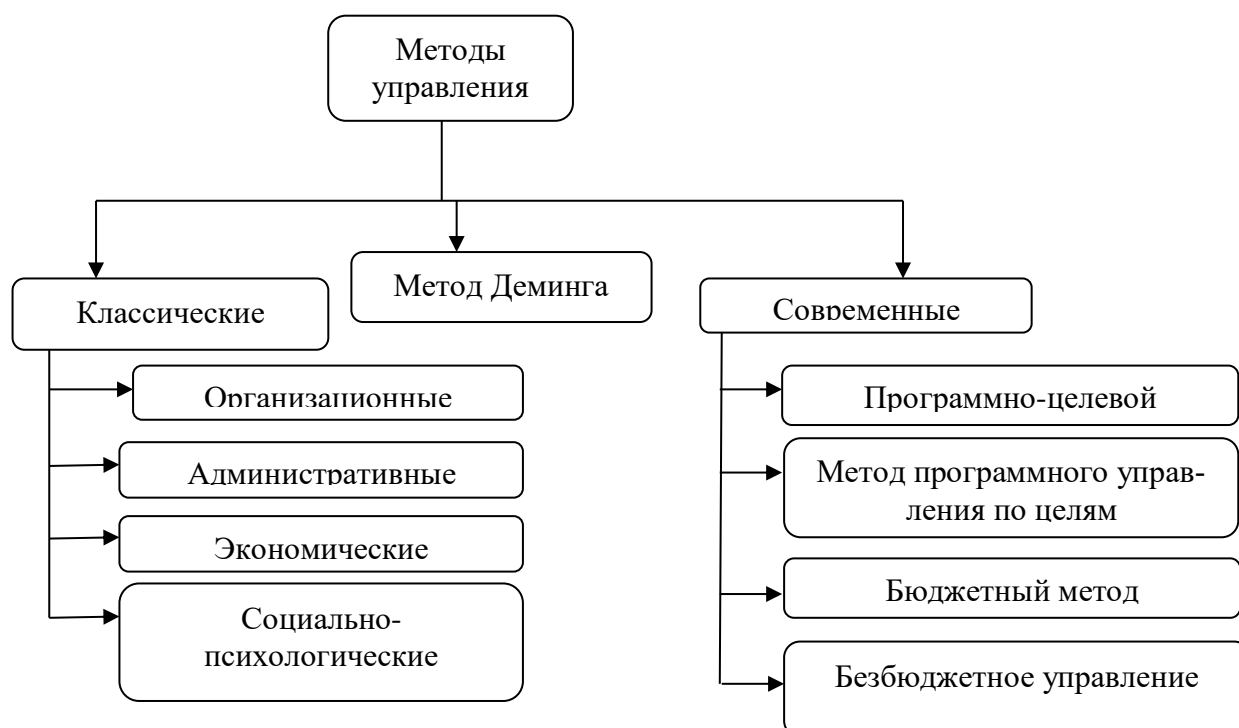 Методы
управления
Классические
Метод Деминга
Современные
Организационные
Административные
Экономические
Социально-
психологические
Программно-целевой
Метод программного управ-
ления по целям
Бюджетный метод
Безбюджетное управление